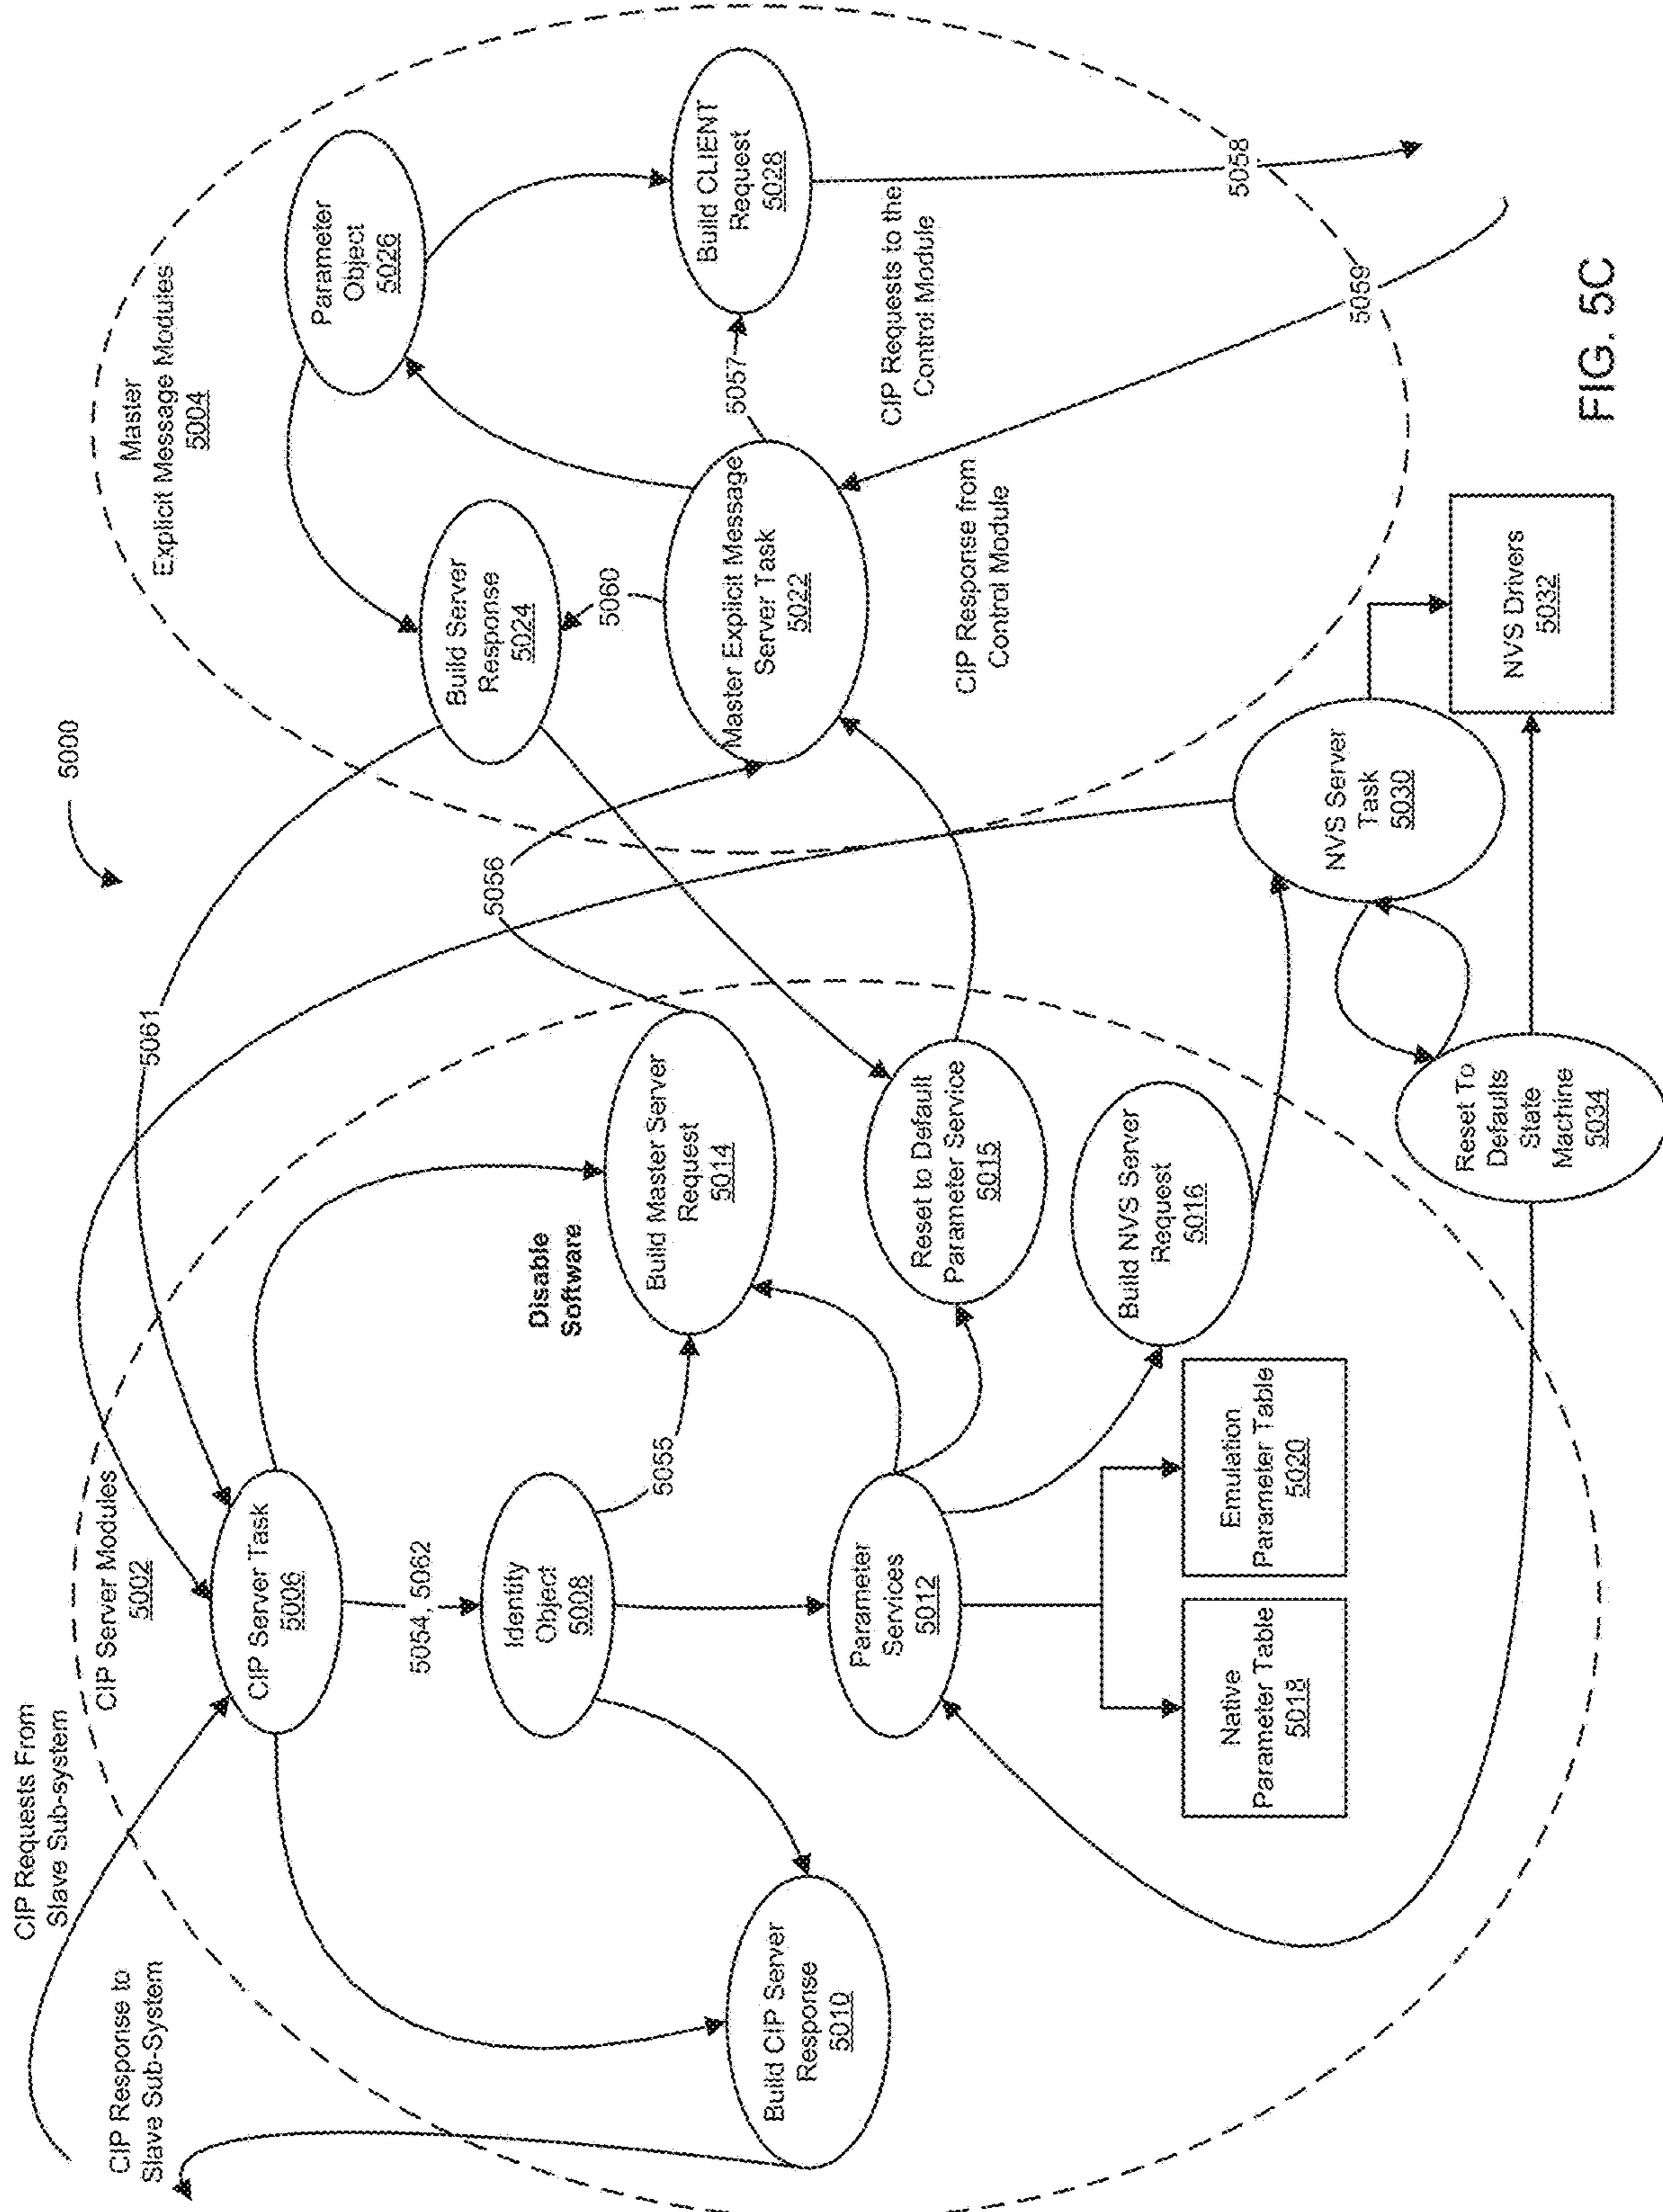 5000
CIP Requests From
Slave Sub-system
CIP Response to
Slave Sub-System
CIP Server Modules
5002
CIP Server Task
5006
5054, 5062
Identity
Object
5008
5055
Build CIP Server
Response
5010
Parameter
Services
5012
Native
Parameter Table
5018
Emulation
Parameter Table
5020
Disable
Software
Build Master Server
Request
5014
Reset to Default
Parameter Service
5015
Build NVS Server
Request
5016
5061
5056
Master
Explicit Message Modules
5004
Build Server
Response
5024
Parameter
Object
5026
5060
Master Explicit Message
Server Task
5022
5057
Build CLIENT
Request
5028
CIP Requests to the
Control Module
5058
CIP Response from
Control Module
5059
NVS Server
Task
5030
NVS Drivers
5032
Reset To
Defaults
State
Machine
5034
FIG. 5C